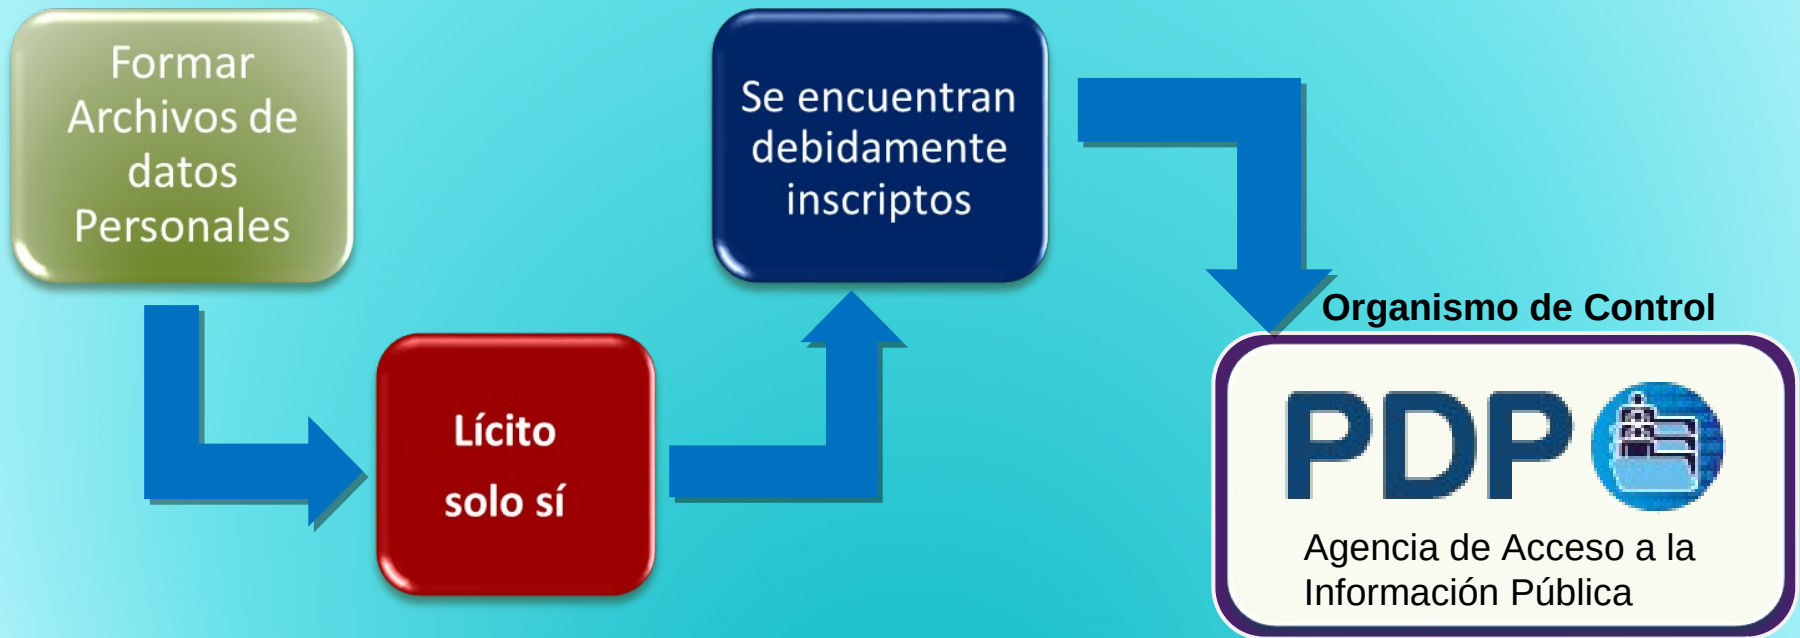 Formar
Archivos de
datos
Personales
Lícito
solo sí
Se encuentran
debidamente
inscriptos
Organismo de Control
PDP
Agencia de Acceso a la
Información Pública